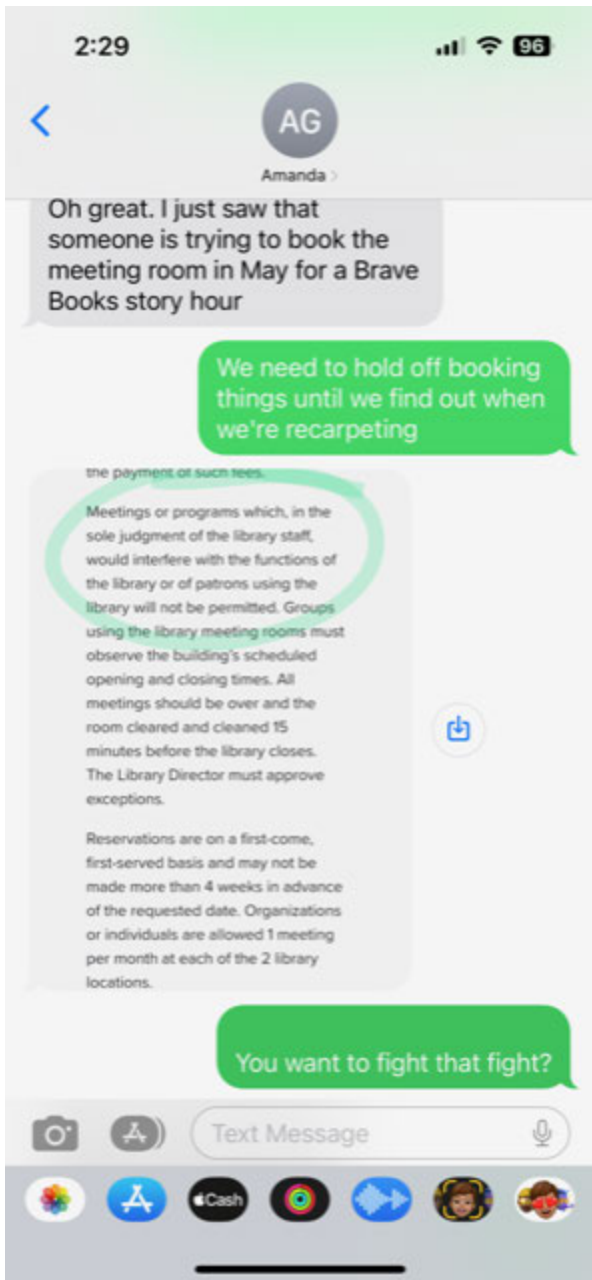 2:29
96
AG
Amanda
Oh great. I just saw that
someone is trying to book the
meeting room in May for a Brave
Books story hour
We need to hold off booking
things until we find out when
we're recarpeting
the payment of such fees.
Meetings or programs which, in the
sole judgment of the library staff,
would interfere with the functions of
the library or of patrons using the
library will not be permitted. Groups
using the library meeting rooms must
observe the building's scheduled
opening and closing times. All
meetings should be over and the
room cleared and cleaned 15
minutes before the library closes.
The Library Director must approve
exceptions.
Reservations are on a first-come,
first-served basis and may not be
made more than 4 weeks in advance
of the requested date. Organizations
or individuals are allowed 1 meeting
per month at each of the 2 library
locations.
You want to fight that fight?
Text Message
Cash